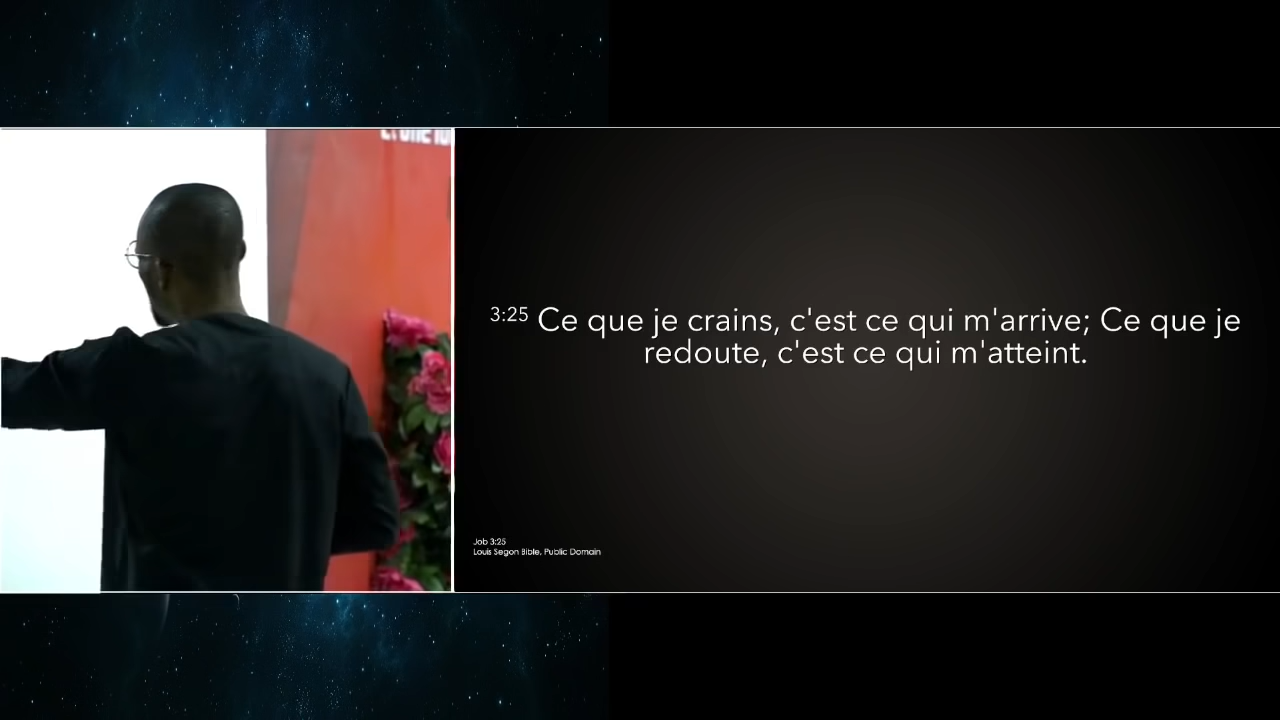 3:25 Ce que je crains, c'est ce qui m'arrive; Ce que je
redoute, c'est ce qui m'atteint.
Job 3:25
Louis Segon Bible, Public Domain